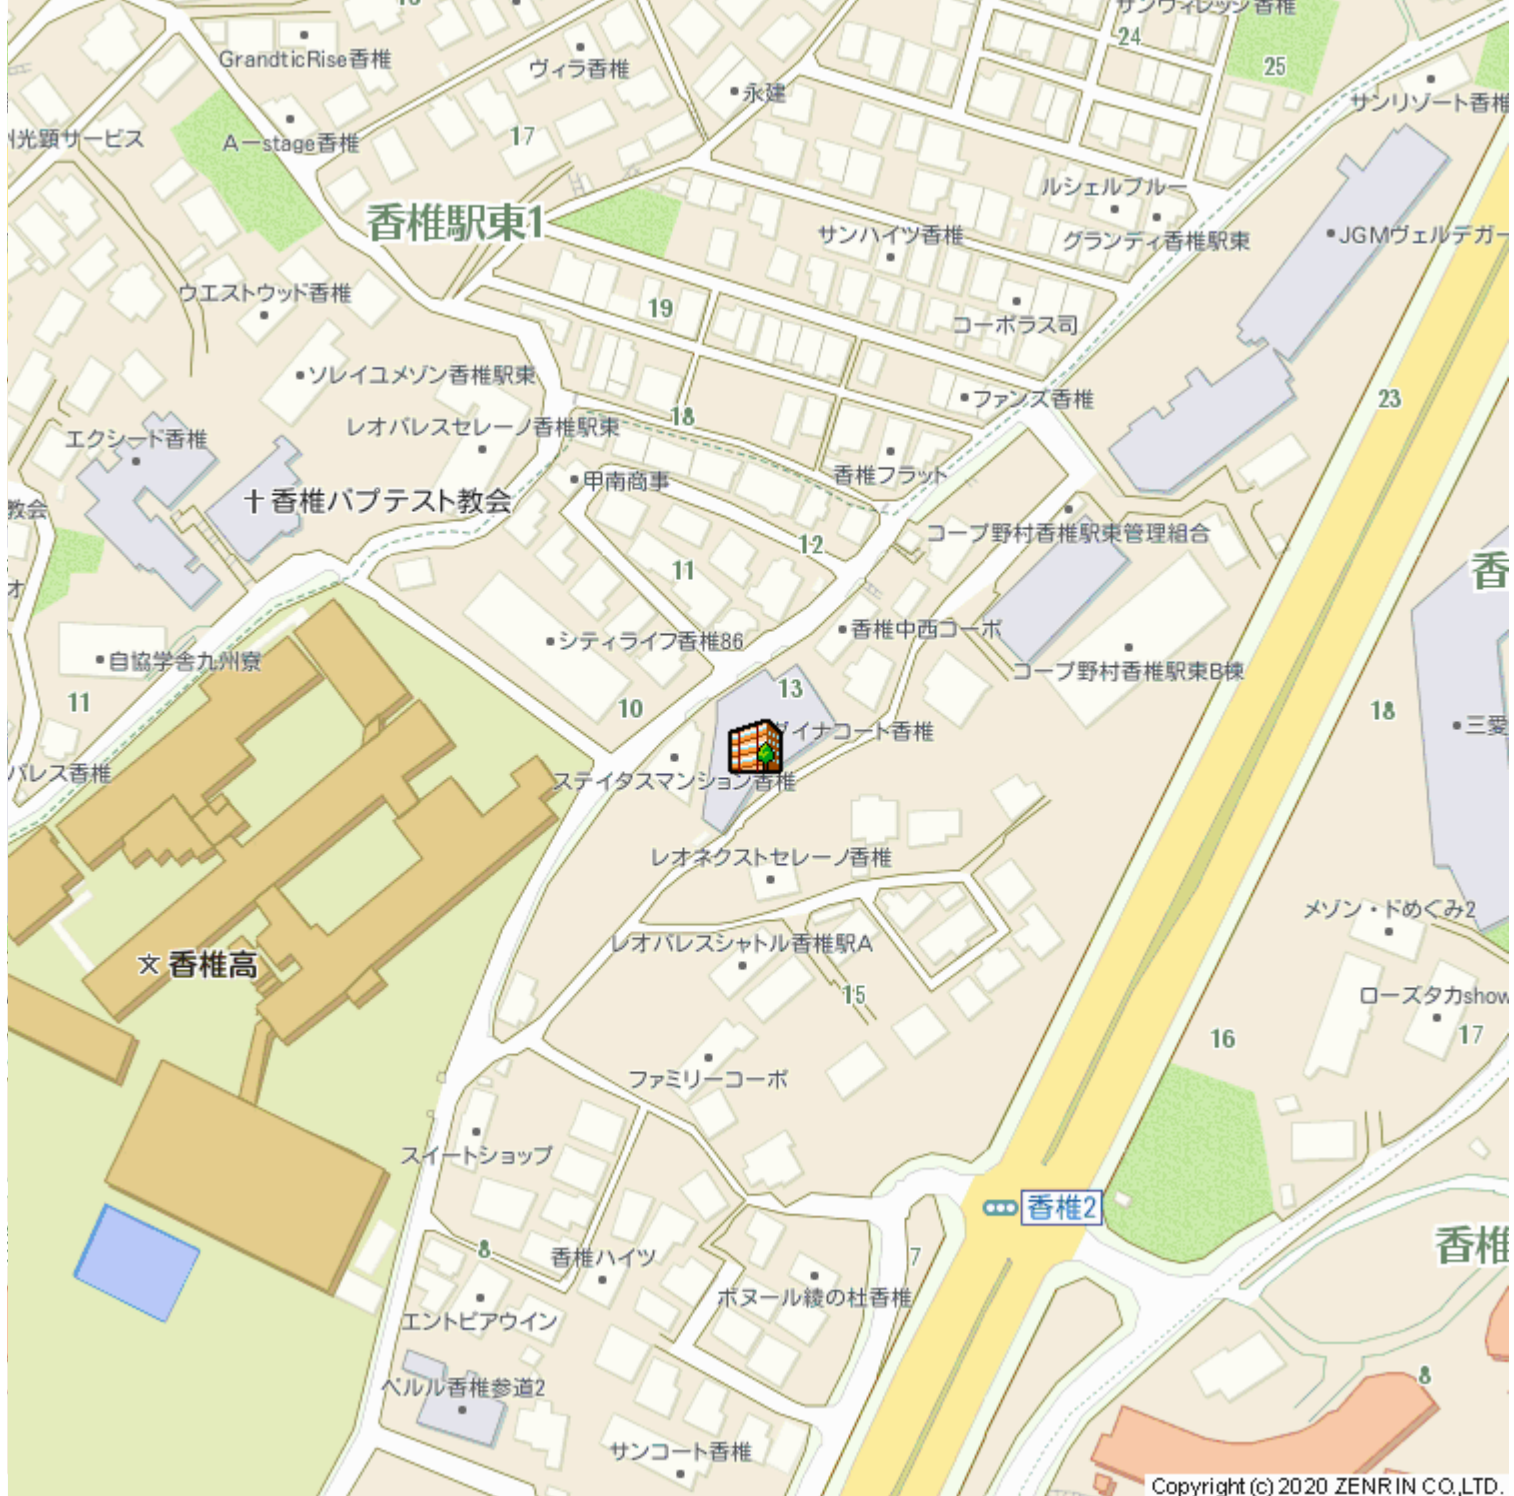 サンヴィレッジ香椎
24
GrandticRise香椎
ヴィラ香椎
25
永建
サンリゾート香椎
光顕サービス
17
A-stage香椎
ルシェルブルー
香椎駅東1
サンハイツ香椎
グランディ香椎駅東
JGMヴェルデガー
ウエストウッド香椎
19
コーポラス司
ソレイユメゾン香椎駅東
ファンズ香椎
23
18
レオパレスセレーノ香椎駅東
エクシード香椎
香椎フラット
甲南商事
香椎バプテスト教会
教会
コープ野村香椎駅東管理組合
12
11
香
オ
香椎中西コーポ
シティライフ香椎86
自協学舎九州寮
コープ野村香椎駅東B棟
13
11
10
18
ダイナコート香椎
三愛
パレス香椎
ステイタスマンション香椎
レオネクストセレーノ香椎
メゾン・ドめぐみ2
レオパレスシャトル香椎駅A
文 香椎高
15
ローズタカshow
16
17
ファミリーコーポ
スイートショップ
香椎2
香椎
8
香椎ハイツ
7
ボヌール綾の杜香椎
エントピアウイン
8
ベルル香椎参道2
サンコート香椎
Copyright (c) 2020 ZENRIN CO.,LTD.